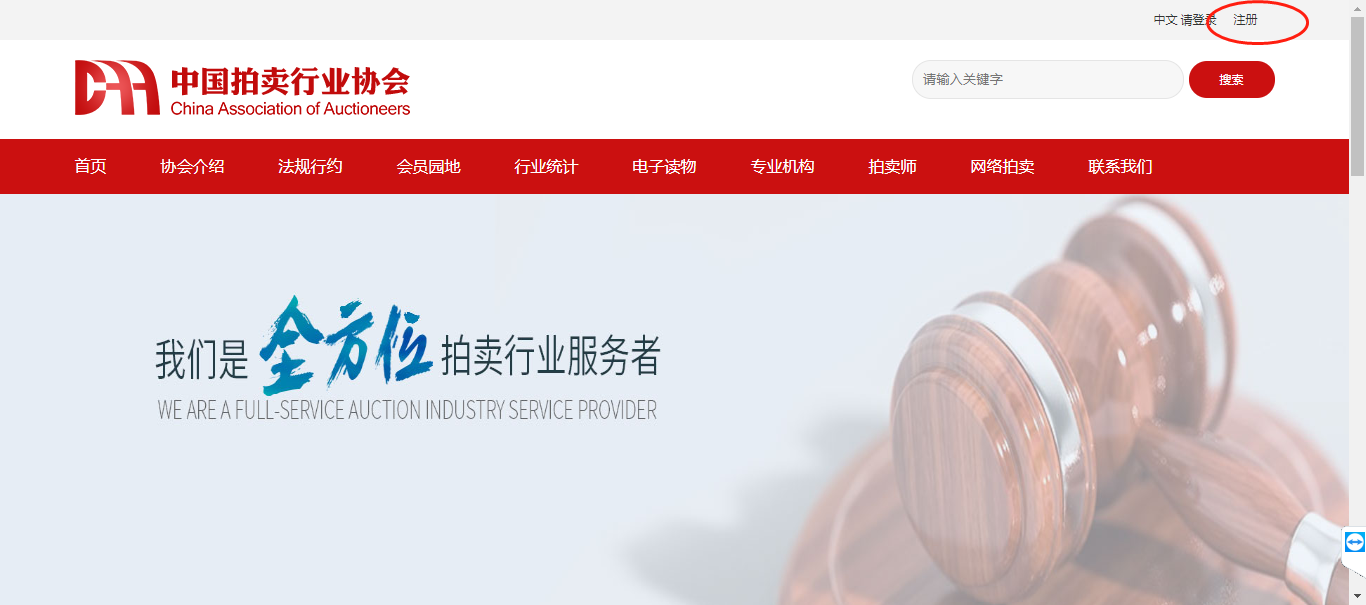 中文 请登录 注册
中国拍卖行业协会
China Association of Auctioneers
请输入关键字 搜索
首页 协会介绍 法规行约 会员园地 行业统计 电子读物 专业机构 拍卖师 网络拍卖 联系我们
我们是全方位拍卖行业服务者
WE ARE A FULL-SERVICE AUCTION INDUSTRY SERVICE PROVIDER